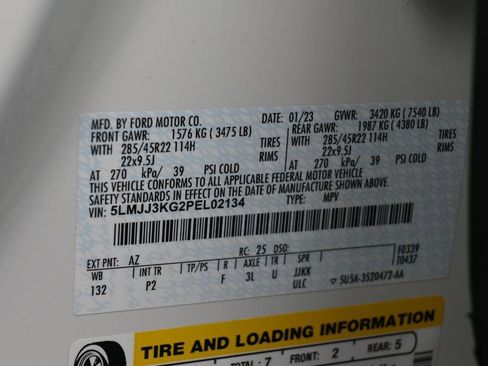 MFD. BY FORD MOTOR CO. DATE: 01/23 GVWR: 3420 KG (7540 LB)
FRONT GAWR: 1576 KG (3475 LB) REAR GAWR: 1987 KG (4380 LB)
WITH 285/45R22 114H TIRES WITH 285/45R22 114H TIRES
22x9.5J RIMS 22x9.5J RIMS
AT 270 kPa/ 39 PSI COLD AT 270 kPa/ 39 PSI COLD
THIS VEHICLE CONFORMS TO ALL APPLICABLE FEDERAL MOTOR VEHICLE
SAFETY STANDARDS IN EFFECT ON THE DATE OF MANUFACTURE SHOWN ABOVE.
VIN: 5LMJJ3KG2PEL02134 TYPE: MPV
F0339
10437
EXT PNT: AZ RC: 25 DSO:
WB INT TR TP/PS R AXLE TR SPR
132 P2 F 3L U JJKK
ULC 5U5A-3520472-AA
TIRE AND LOADING INFORMATION
TOTAL: 7 FRONT: 2 REAR: 5